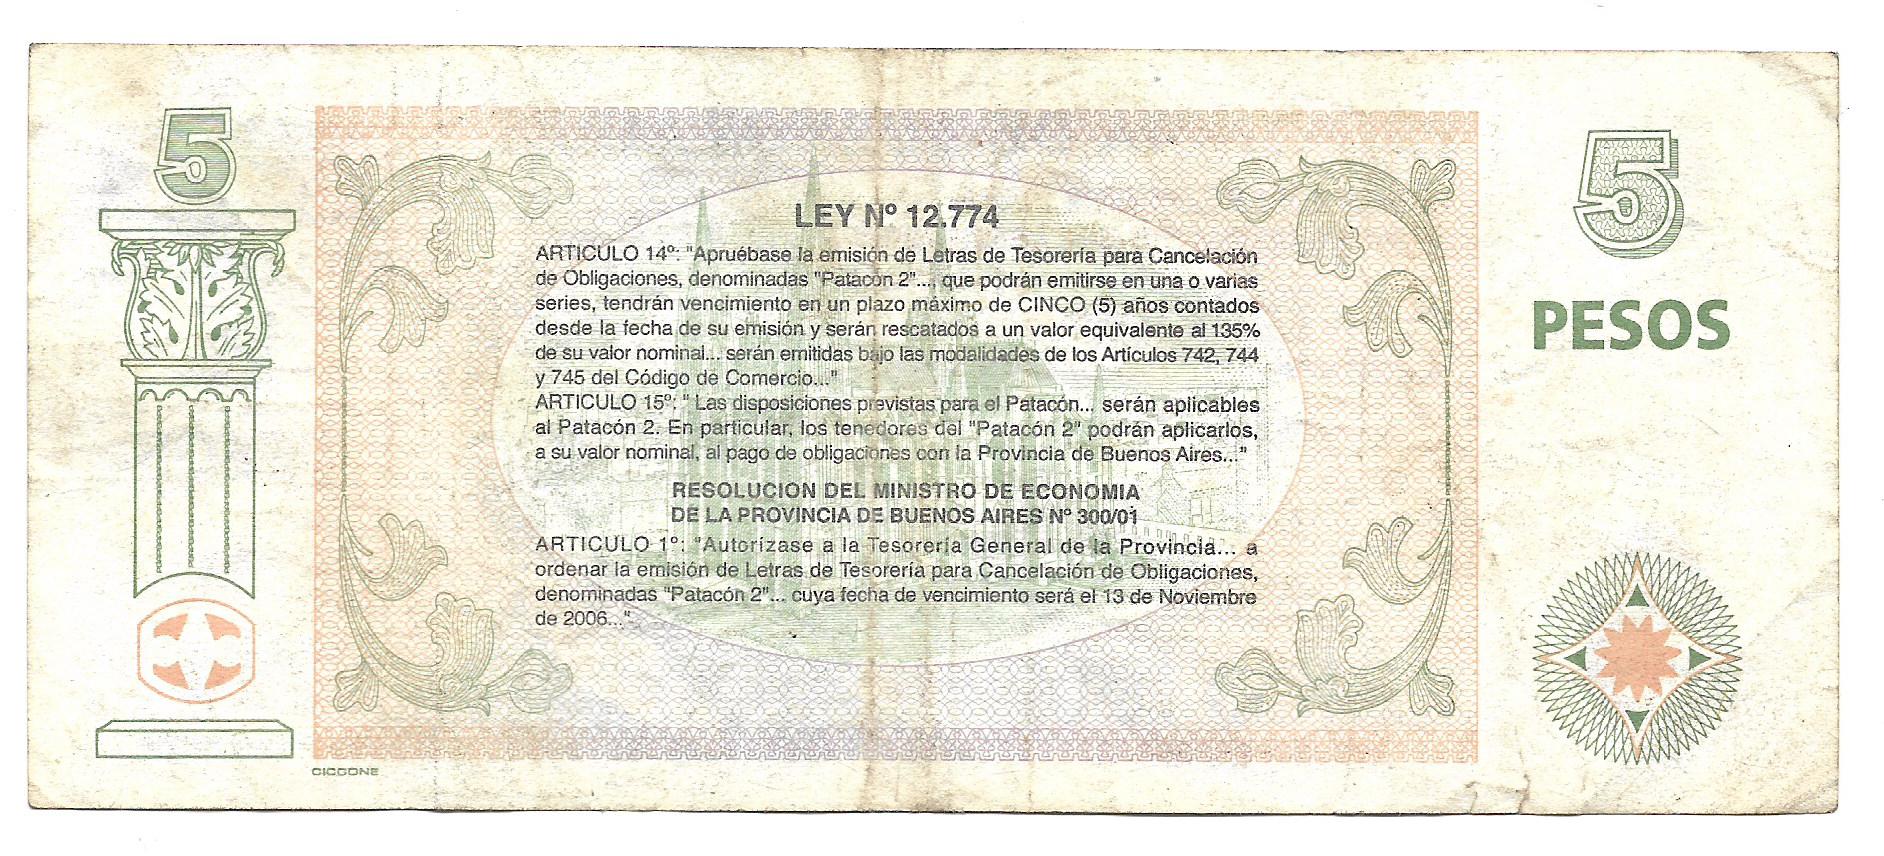 5
5
PESOS
LEY Nº 12.774
ARTICULO 14º: "Apruébase la emisión de Letras de Tesorería para Cancelación
de Obligaciones, denominadas "Patacón 2"..., que podrán emitirse en una o varias
series, tendrán vencimiento en un plazo máximo de CINCO (5) años contados
desde la fecha de su emisión y serán rescatados a un valor equivalente al 135%
de su valor nominal... serán emitidas bajo las modalidades de los Artículos 742, 744
y 745 del Código de Comercio..."
ARTICULO 15º: " Las disposiciones previstas para el Patacón... serán aplicables
al Patacón 2. En particular, los tenedores del "Patacón 2" podrán aplicarlos,
a su valor nominal, al pago de obligaciones con la Provincia de Buenos Aires..."
RESOLUCION DEL MINISTRO DE ECONOMIA
DE LA PROVINCIA DE BUENOS AIRES Nº 300/01
ARTICULO 1º: "Autorízase a la Tesorería General de la Provincia... a
ordenar la emisión de Letras de Tesorería para Cancelación de Obligaciones,
denominadas "Patacón 2"... cuya fecha de vencimiento será el 13 de Noviembre
de 2006..."
CICCONE